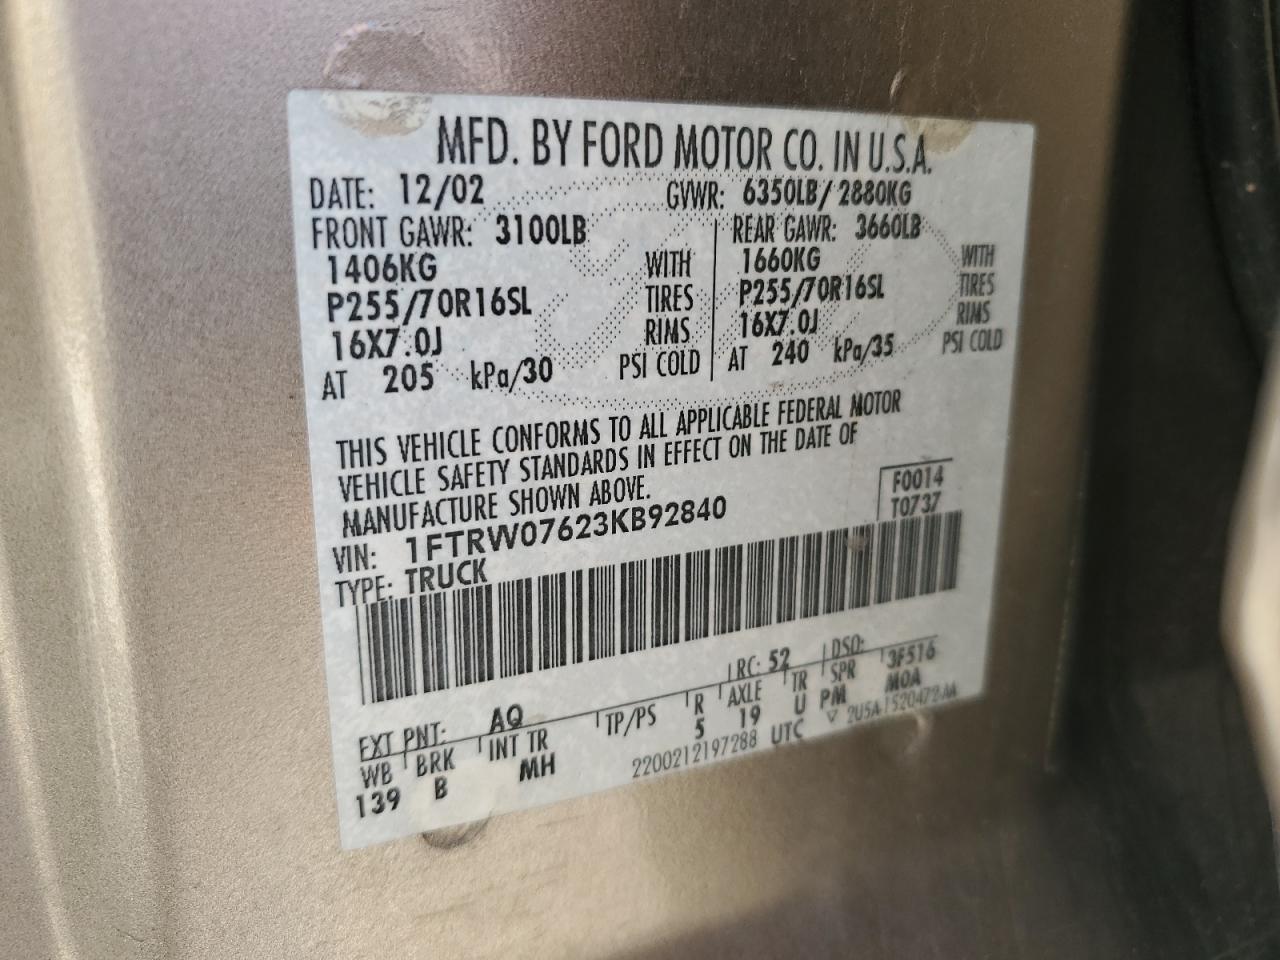 MFD. BY FORD MOTOR CO. IN U.S.A.
DATE: 12/02 GVWR: 6350LB/ 2880KG
FRONT GAWR: 3100LB REAR GAWR: 3660LB
1406KG WITH 1660KG WITH
P255/70R16SL TIRES P255/70R16SL TIRES
16X7.0J RIMS 16X7.0J RIMS
AT 205 kPa/30 PSI COLD AT 240 kPa/35 PSI COLD
THIS VEHICLE CONFORMS TO ALL APPLICABLE FEDERAL MOTOR
VEHICLE SAFETY STANDARDS IN EFFECT ON THE DATE OF
MANUFACTURE SHOWN ABOVE.
F0014
VIN: 1FTRW07623KB92840 T0737
TYPE: TRUCK
EXT PNT: AQ RC: 52 DSO: 3F516
WB BRK INT TR TP/PS R AXLE TR SPR MOA
139 B MH 5 19 U PM
2200212197288 UTC ▽ 2U5A-1520472-AA